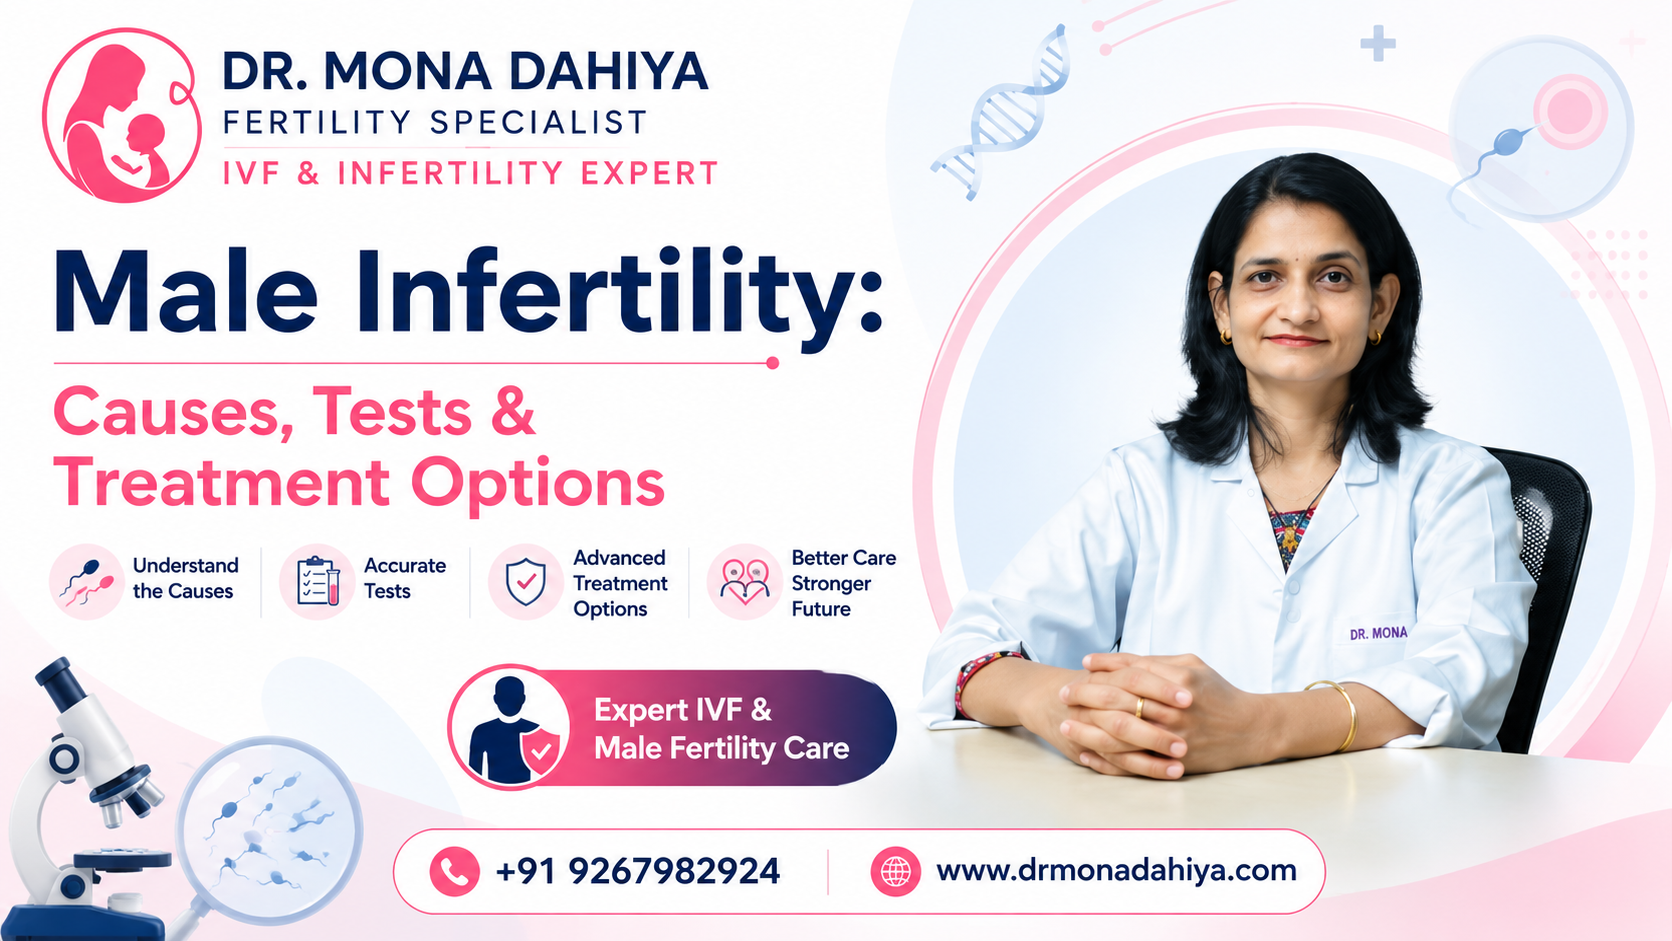 DR. MONA DAHIYA
FERTILITY SPECIALIST
IVF & INFERTILITY EXPERT
Male Infertility:
Causes, Tests &
Treatment Options
Understand
the Causes
Accurate
Tests
Advanced
Treatment
Options
Better Care
Stronger
Future
Expert IVF &
Male Fertility Care
DR. MONA
+91 9267982924
www.drmonadahiya.com